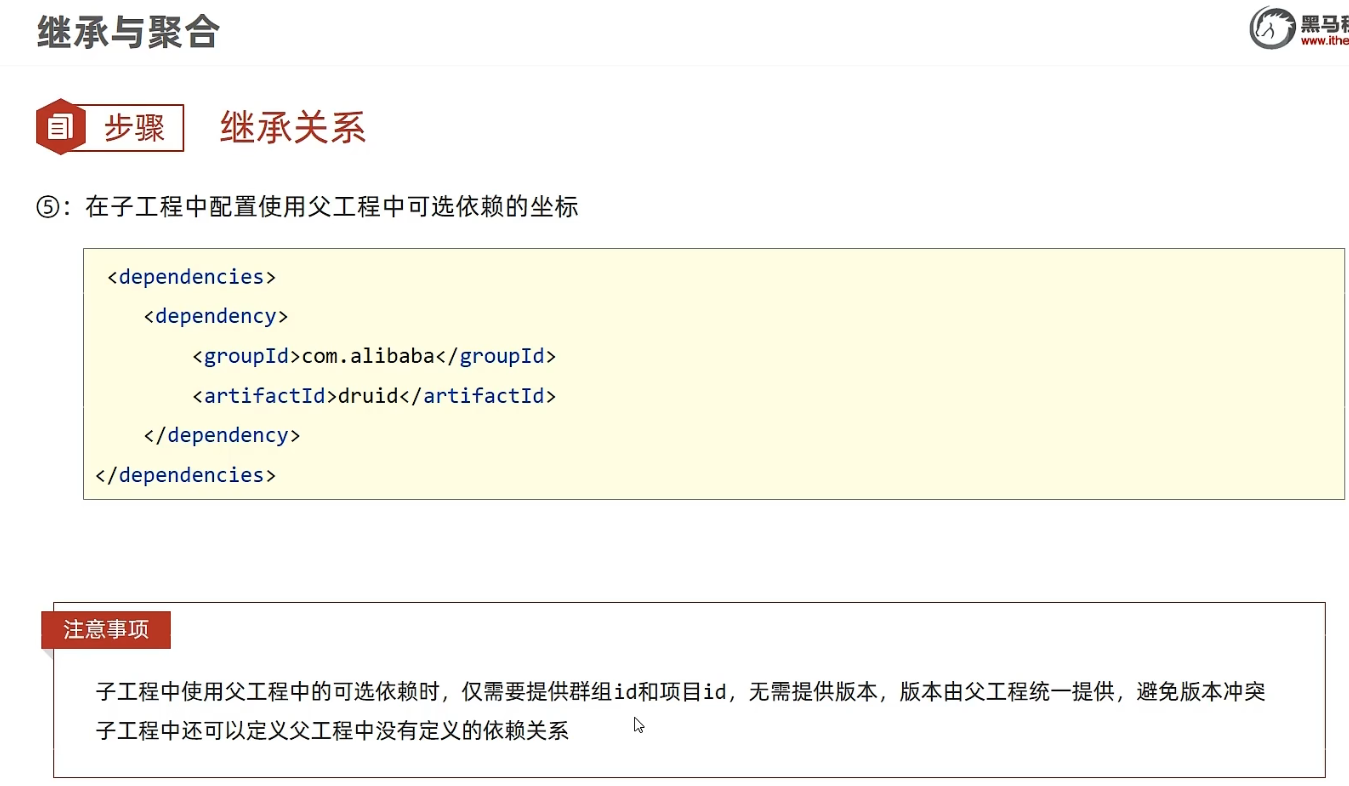 继承与聚合
黑马程
www.ithe
步骤
继承关系
⑤：在子工程中配置使用父工程中可选依赖的坐标
<dependencies>
<dependency>
<groupId>com.alibaba</groupId>
<artifactId>druid</artifactId>
</dependency>
</dependencies>
注意事项
子工程中使用父工程中的可选依赖时，仅需要提供群组id和项目id，无需提供版本，版本由父工程统一提供，避免版本冲突
子工程中还可以定义父工程中没有定义的依赖关系